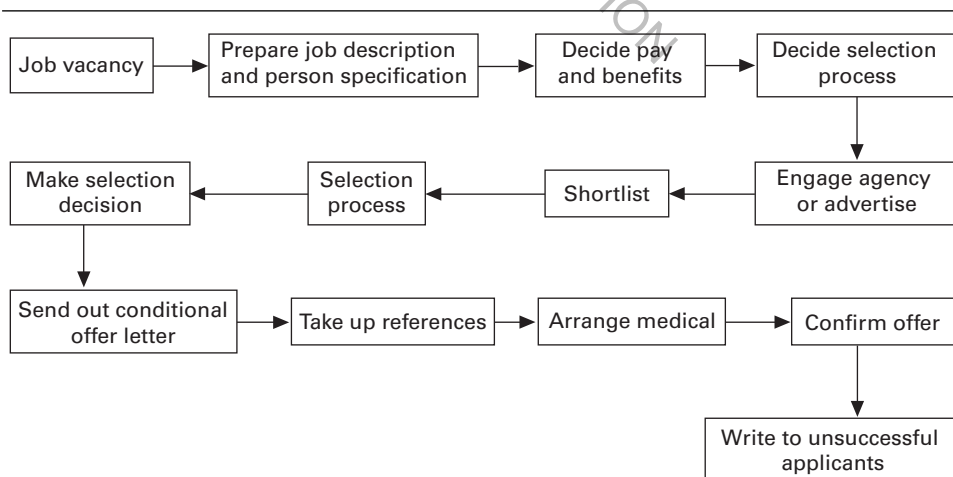 ION
Job vacancy
Prepare job description
and person specification
Decide pay
and benefits
Decide selection
process
Engage agency
or advertise
Shortlist
Selection
process
Make selection
decision
Send out conditional
offer letter
Take up references
Arrange medical
Confirm offer
Write to unsuccessful
applicants